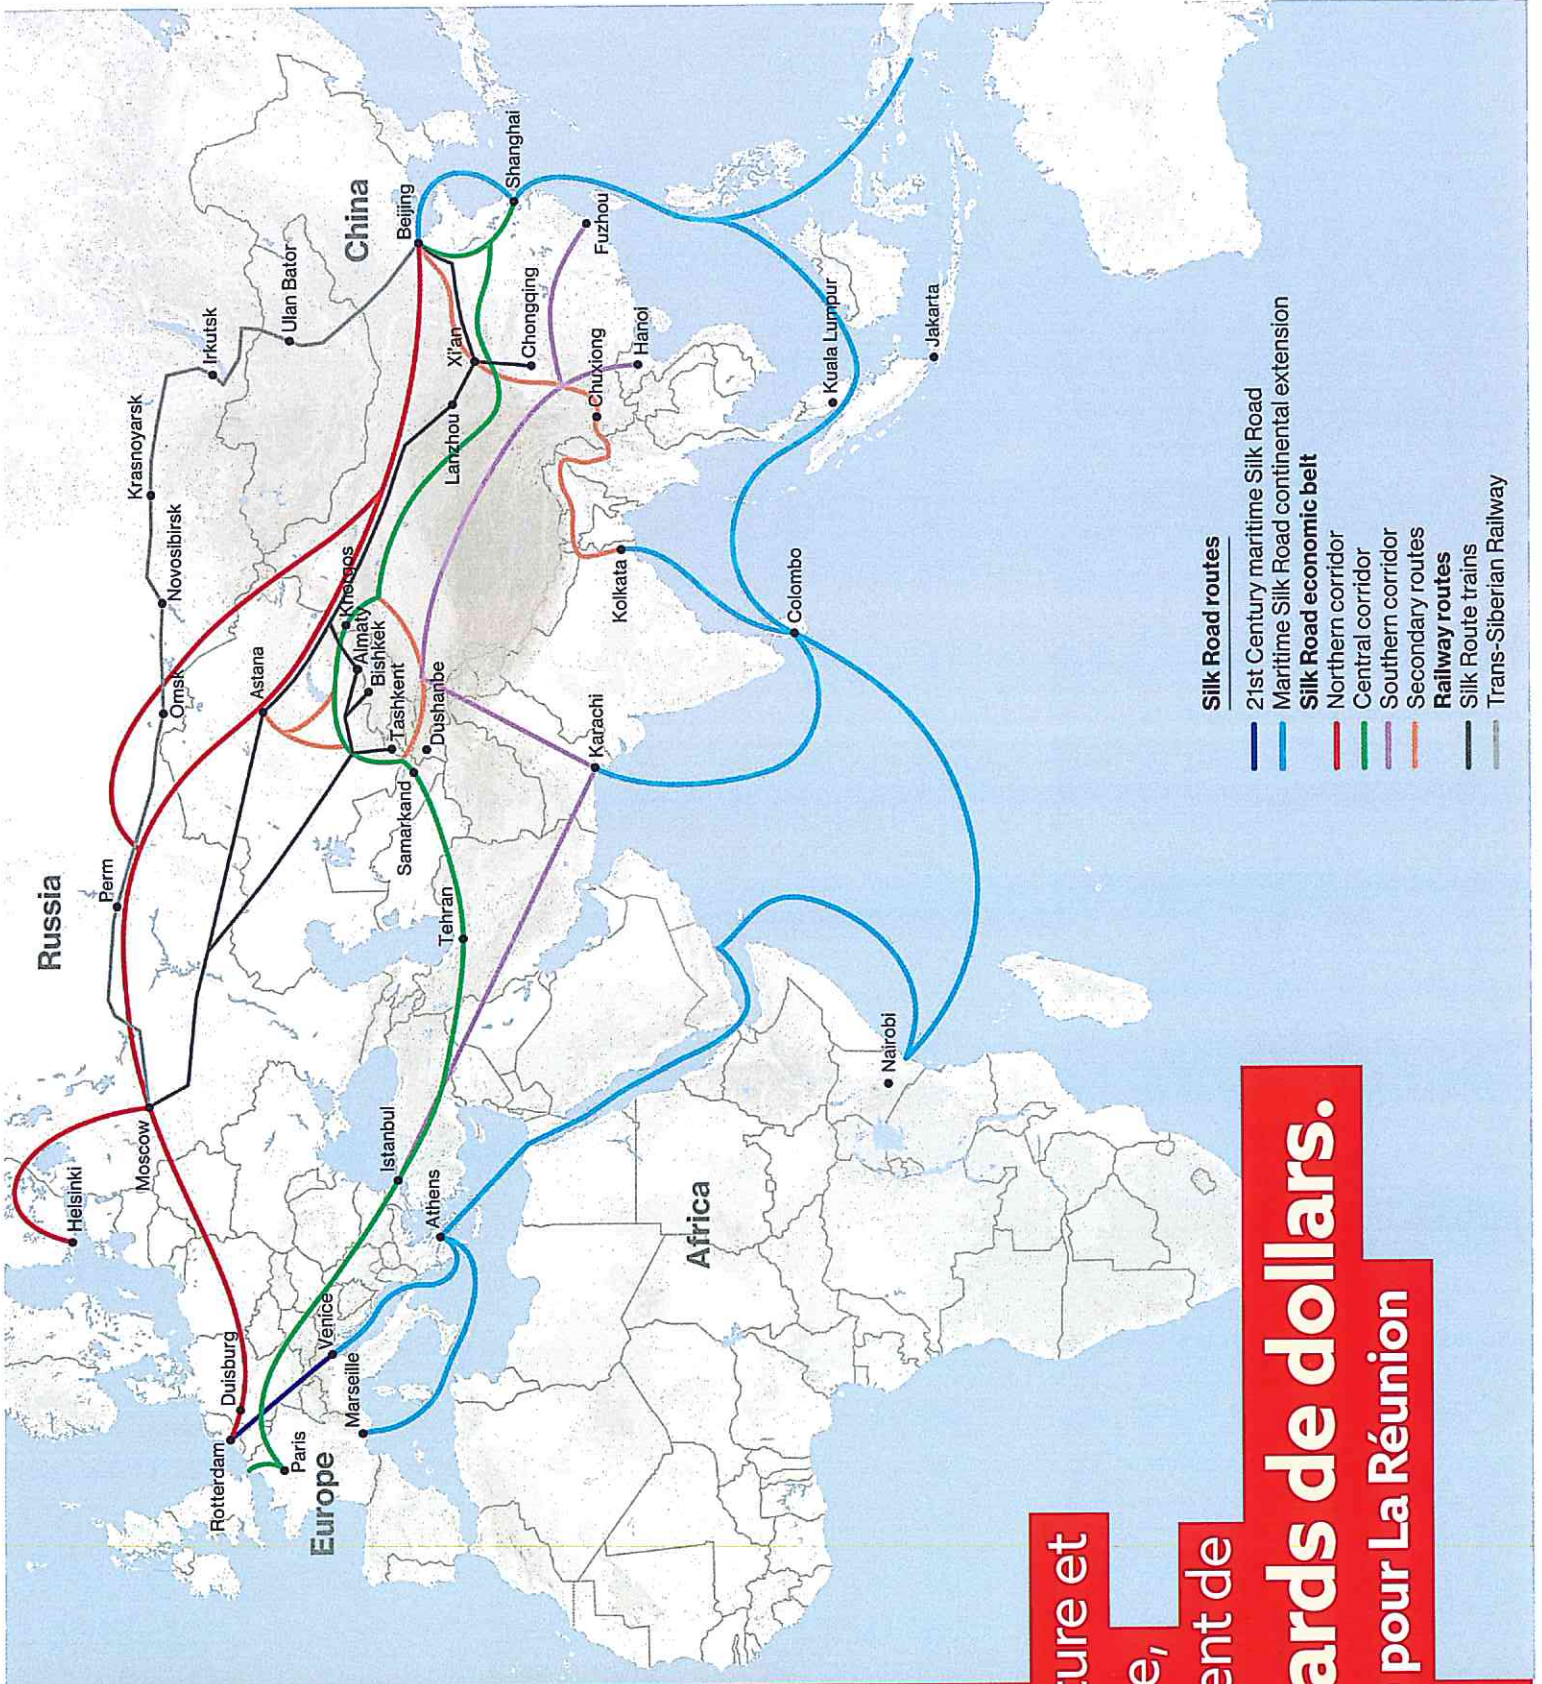 Russia
Helsinki
Perm
Krasnoyarsk
Moscow
Novosibirsk
Omsk
Irkutsk
Rotterdam
Duisburg
Astana
Ulan Bator
Paris
Europe
Venice
Marseille
Khorgos
China
Almaty
Bishkek
Istanbul
Tashkent
Samarkand
Beijing
Athens
Dushanbe
Tehran
Lanzhou
Xi'an
Shanghai
Chongqing
Karachi
Chuxiong
Fuzhou
Kolkata
Hanoi
Africa
Colombo
Kuala Lumpur
Nairobi
Jakarta
Silk Road routes
21st Century maritime Silk Road
Maritime Silk Road continental extension
Silk Road economic belt
Northern corridor
Central corridor
Southern corridor
Secondary routes
Railway routes
Silk Route trains
Trans-Siberian Railway
ture et
e,
ent de
ards de dollars.
pour La Réunion